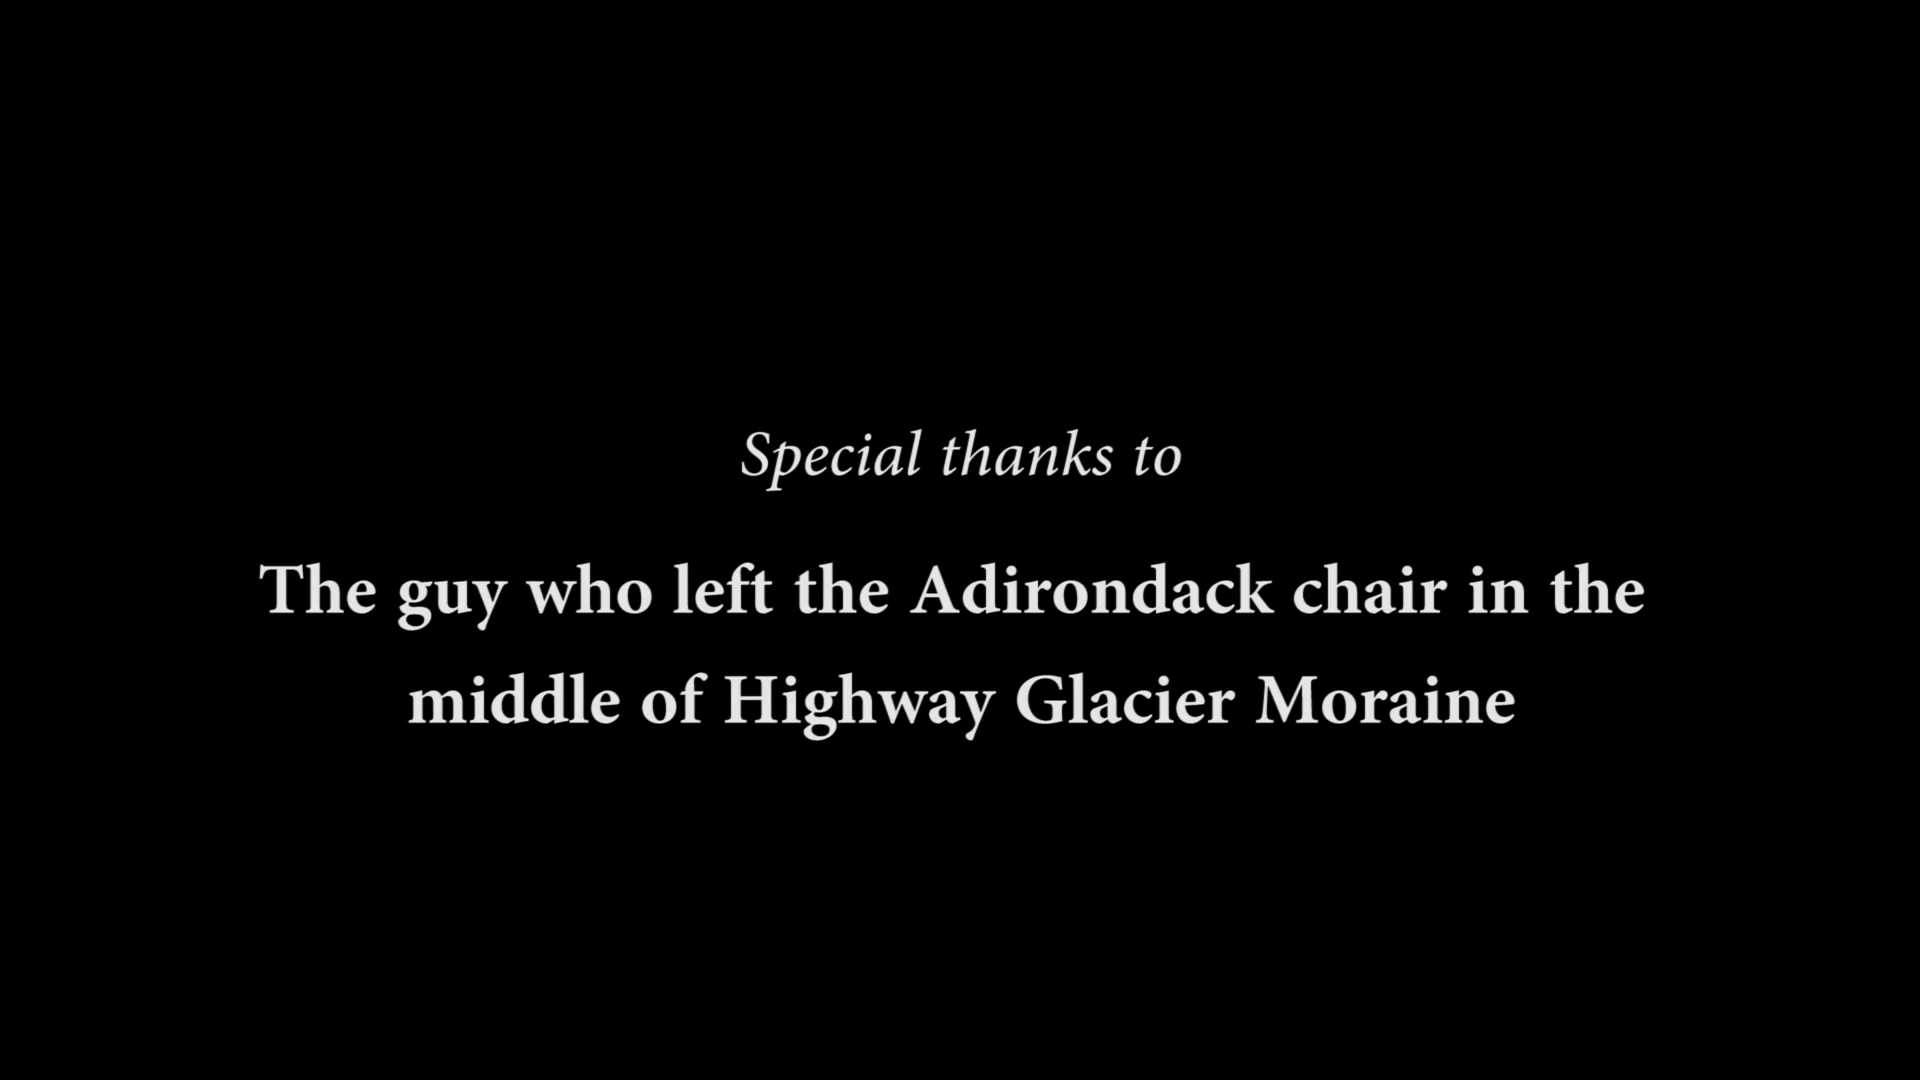 Special thanks to
The guy who left the Adirondack chair in the
middle of Highway Glacier Moraine